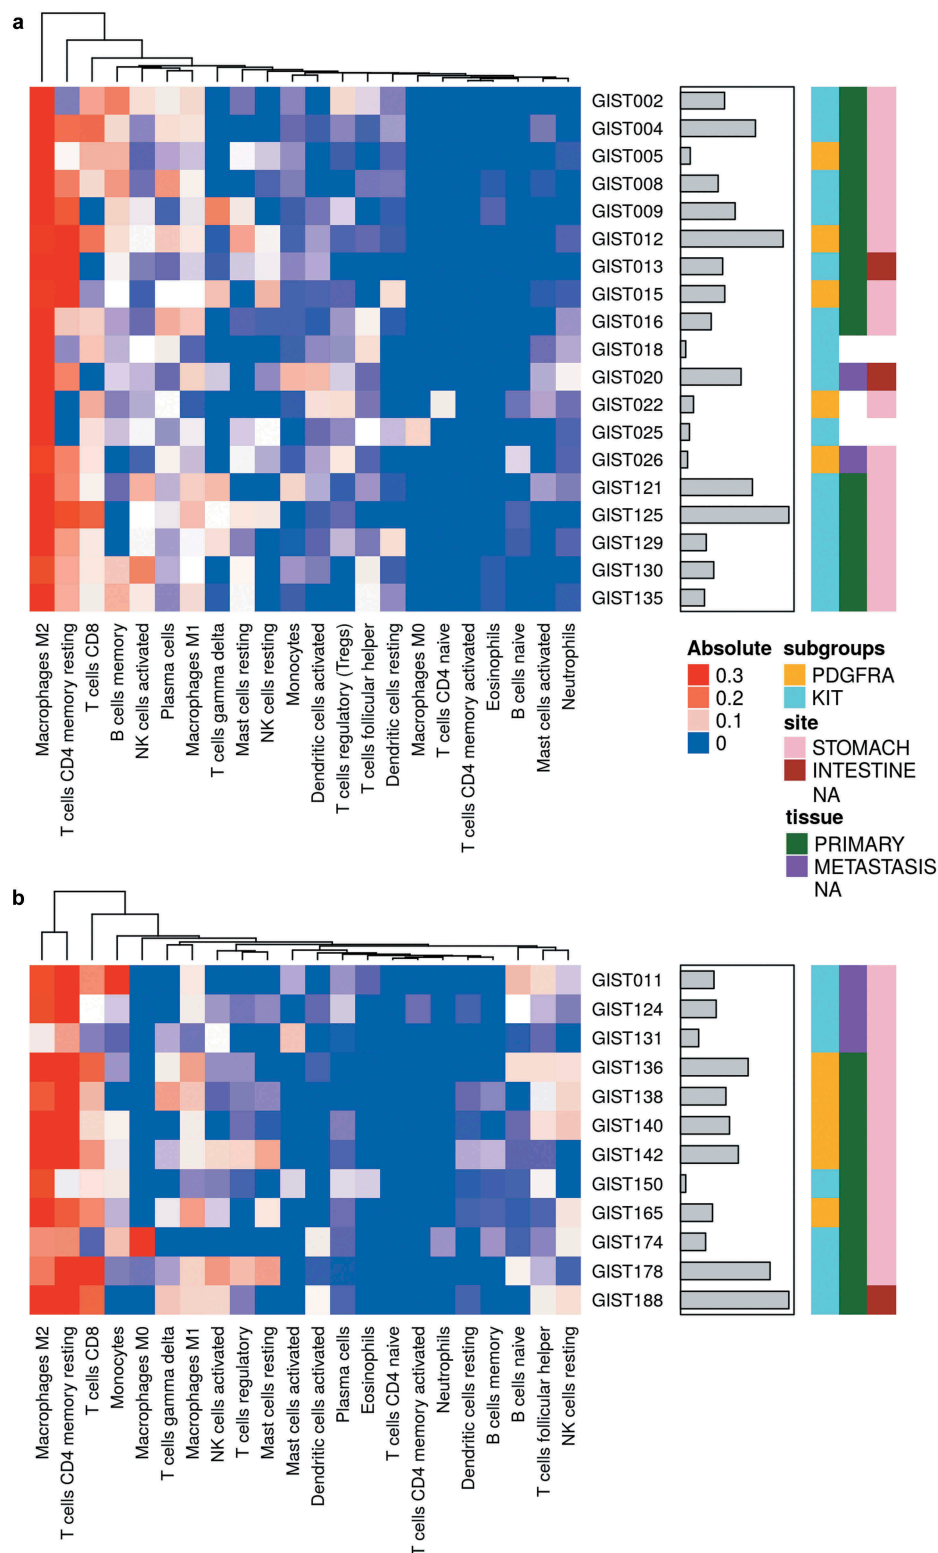 a
GIST002
GIST004
GIST005
GIST008
GIST009
GIST012
GIST013
GIST015
GIST016
GIST018
GIST020
GIST022
GIST025
GIST026
GIST121
GIST125
GIST129
GIST130
GIST135
Macrophages M2
T cells CD4 memory resting
T cells CD8
B cells memory
NK cells activated
Plasma cells
Macrophages M1
T cells gamma delta
Mast cells resting
NK cells resting
Monocytes
Dendritic cells activated
T cells regulatory (Tregs)
T cells follicular helper
Dendritic cells resting
Macrophages M0
T cells CD4 naive
T cells CD4 memory activated
Eosinophils
B cells naive
Mast cells activated
Neutrophils
Absolute
0.3
0.2
0.1
0
subgroups
PDGFRA
KIT
site
STOMACH
INTESTINE
NA
tissue
PRIMARY
METASTASIS
NA
b
GIST011
GIST124
GIST131
GIST136
GIST138
GIST140
GIST142
GIST150
GIST165
GIST174
GIST178
GIST188
Macrophages M2
T cells CD4 memory resting
T cells CD8
Monocytes
Macrophages M0
T cells gamma delta
Macrophages M1
NK cells activated
T cells regulatory
Mast cells resting
Mast cells activated
Dendritic cells activated
Plasma cells
Eosinophils
T cells CD4 naive
T cells CD4 memory activated
Neutrophils
Dendritic cells resting
B cells memory
B cells naive
T cells follicular helper
NK cells resting